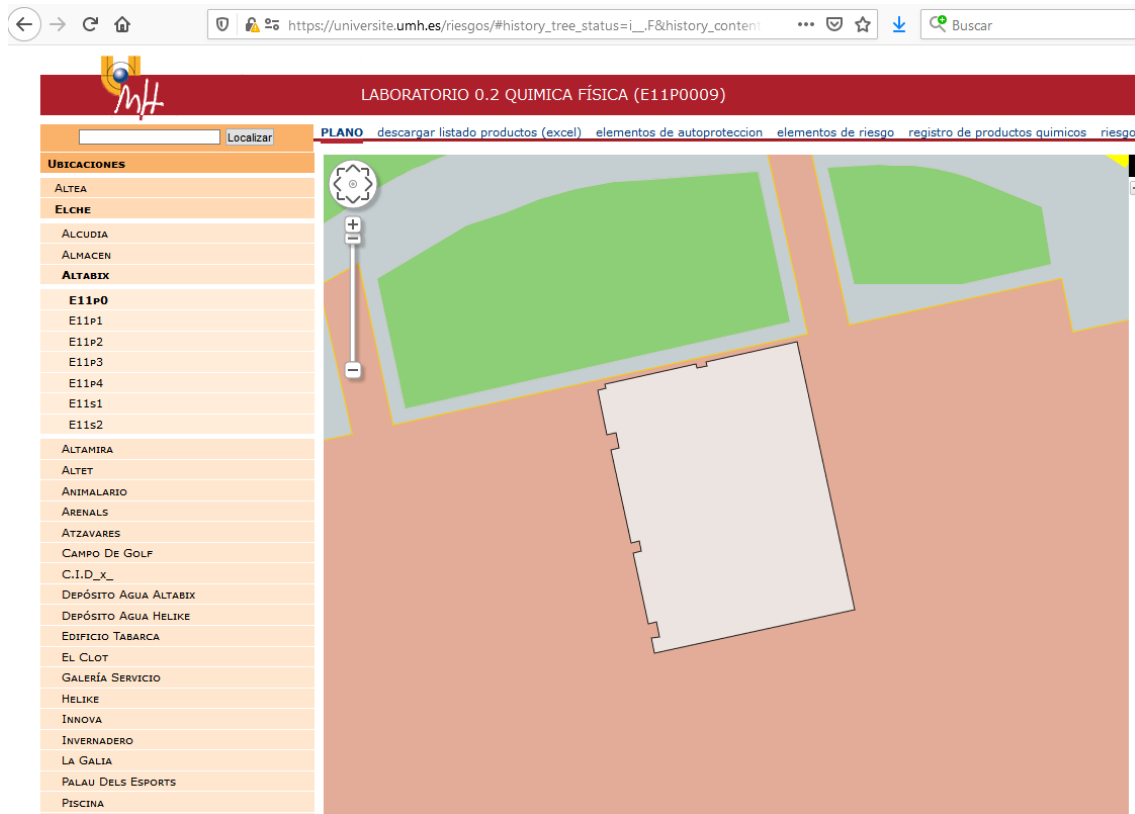 https://universite.umh.es/riesgos/#history_tree_status=i__.F&history_content
Buscar
UMH
LABORATORIO 0.2 QUIMICA FÍSICA (E11P0009)
Localizar
PLANO descargar listado productos (excel) elementos de autoproteccion elementos de riesgo registro de productos quimicos riesgo
UBICACIONES
ALTEA
ELCHE
ALCUDIA
ALMACEN
ALTABIX
E11P0
E11P1
E11P2
E11P3
E11P4
E11S1
E11S2
ALTAMIRA
ALTET
ANIMALARIO
ARENALS
ATZAVARES
CAMPO DE GOLF
C.I.D_X_
DEPÓSITO AGUA ALTABIX
DEPÓSITO AGUA HELIKE
EDIFICIO TABARCA
EL CLOT
GALERÍA SERVICIO
HELIKE
INNOVA
INVERNADERO
LA GALIA
PALAU DELS ESPORTS
PISCINA